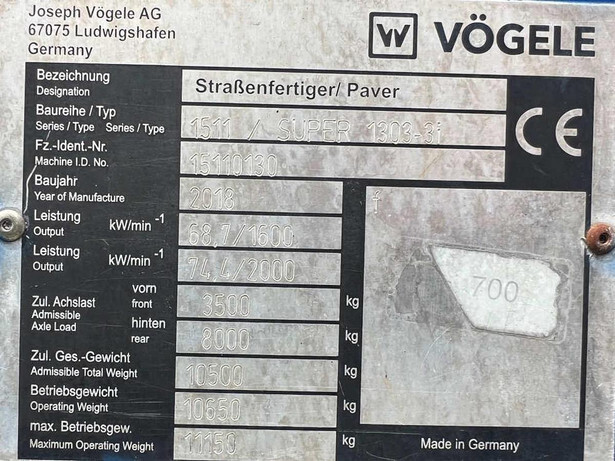 Joseph Vögele AG
67075 Ludwigshafen
Germany
VÖGELE
Bezeichnung
Designation
Straßenfertiger/ Paver
Baureihe / Typ
Series / Type Series / Type
1511 / SUPER 1303-3i
CE
Fz.-Ident.-Nr.
Machine I.D. No.
15110130
Baujahr
Year of Manufacture
2018
Leistung
Output
kW/min -1
68,7/1600
Leistung
Output
kW/min -1
74,4/2000
Zul. Achslast
Admissible
Axle Load
vorn
front
3500
kg
hinten
rear
8000
kg
Zul. Ges.-Gewicht
Admissible Total Weight
10500
kg
Betriebsgewicht
Operating Weight
10650
kg
max. Betriebsgew.
Maximum Operating Weight
11150
kg
700
Made in Germany